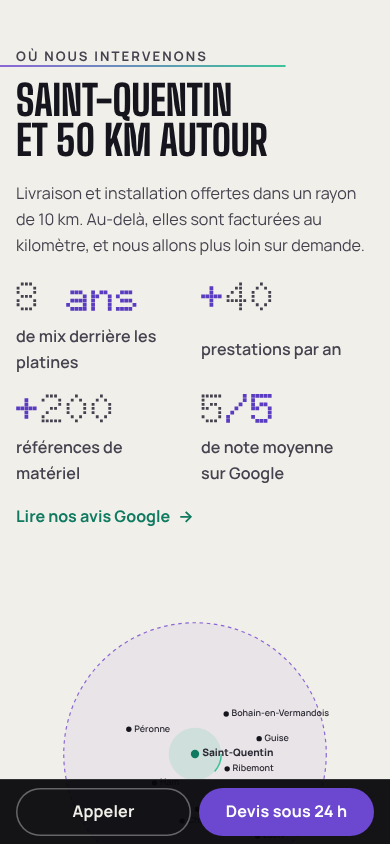 OÙ NOUS INTERVENONS
SAINT-QUENTIN
ET 50 KM AUTOUR
Livraison et installation offertes dans un rayon
de 10 km. Au-delà, elles sont facturées au
kilomètre, et nous allons plus loin sur demande.
8 ans
de mix derrière les
platines
+40
prestations par an
+200
références de
matériel
5/5
de note moyenne
sur Google
Lire nos avis Google →
Bohain-en-Vermandois
Péronne
Guise
Saint-Quentin
Ribemont
Appeler
Devis sous 24 h